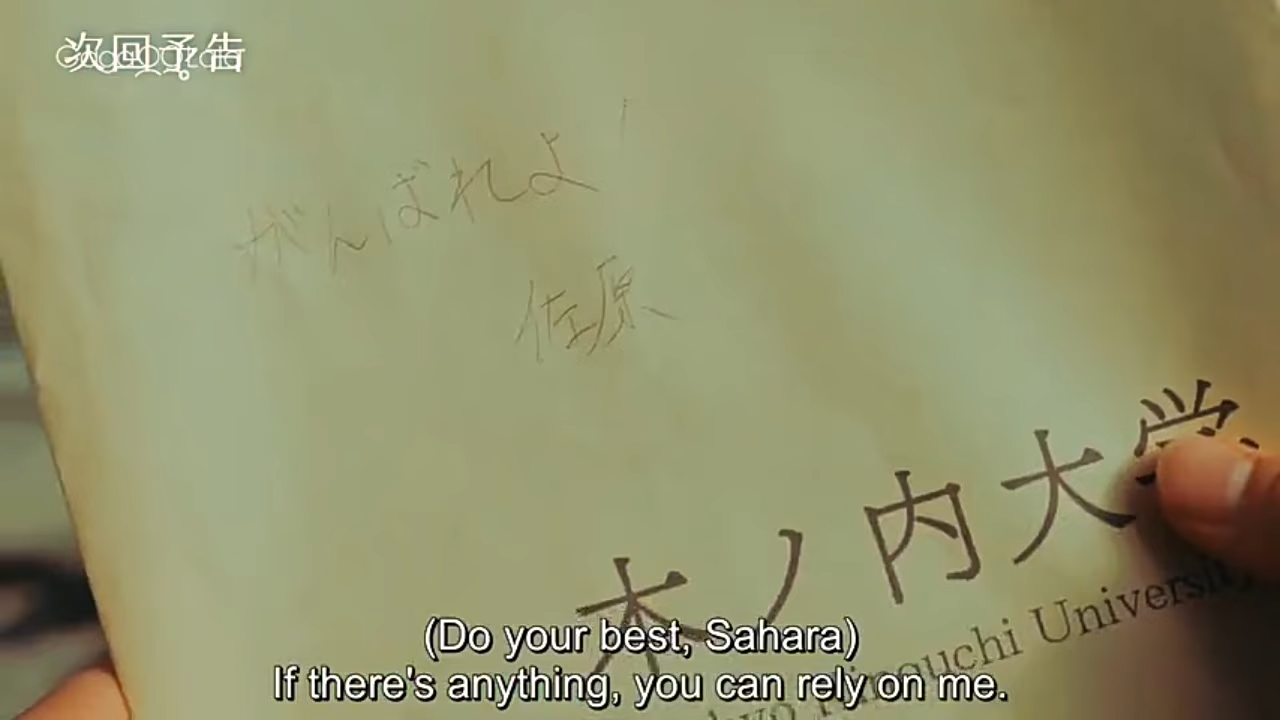 次回予告
GagaOOLala
がんばれよ！
佐原
木ノ内大学
Kinouchi University
(Do your best, Sahara)
If there's anything, you can rely on me.